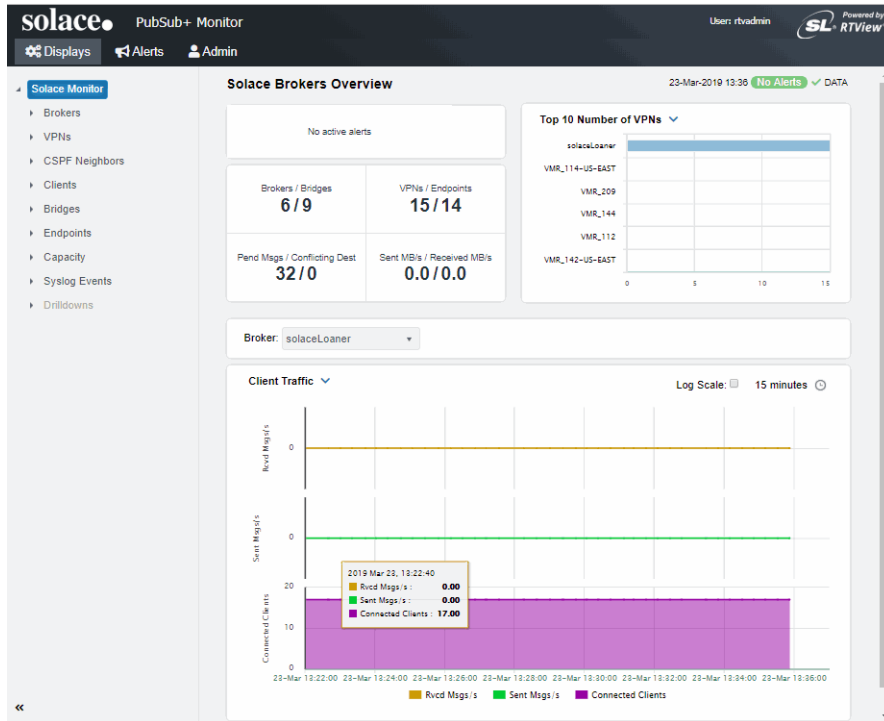 solace. PubSub+ Monitor User: rtvadmin SL Powered by RTView
Displays Alerts Admin
Solace Monitor
Brokers
VPNs
CSPF Neighbors
Clients
Bridges
Endpoints
Capacity
Syslog Events
Drilldowns
«
Solace Brokers Overview 23-Mar-2019 13:36 No Alerts DATA
No active alerts
Brokers / Bridges VPNs / Endpoints
6 / 9 15 / 14
Pend Msgs / Conflicting Dest Sent MB/s / Received MB/s
32 / 0 0.0 / 0.0
Top 10 Number of VPNs
solaceLoaner
VMR_114-US-EAST
VMR_209
VMR_144
VMR_112
VMR_142-US-EAST
0 5 10 15
Broker: solaceLoaner
Client Traffic Log Scale: 15 minutes
Rcvd Msgs/s
0
Sent Msgs/s
0
2019 Mar 23, 13:22:40
Rcvd Msgs/s : 0.00
Sent Msgs/s : 0.00
Connected Clients : 17.00
Connected Clients
20
10
0
23-Mar 13:22:00 23-Mar 13:24:00 23-Mar 13:26:00 23-Mar 13:28:00 23-Mar 13:30:00 23-Mar 13:32:00 23-Mar 13:34:00 23-Mar 13:36:00
Rcvd Msgs/s Sent Msgs/s Connected Clients